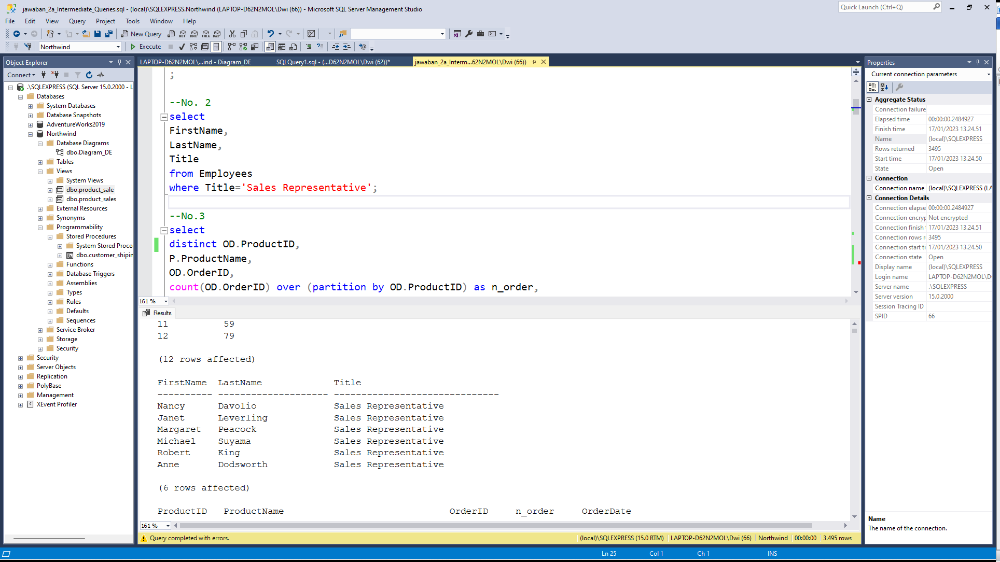 jawaban_2a_Intermediate_Queries.sql - (local)\SQLEXPRESS.Northwind (LAPTOP-D62N2MOL\Dwi (66)) - Microsoft SQL Server Management Studio
Quick Launch (Ctrl+Q)
File Edit View Query Project Tools Window Help
New Query
MDX DMX XMLA DAX
Northwind
Execute
Object Explorer
Connect
.\SQLEXPRESS (SQL Server 15.0.2000 - L
Databases
System Databases
Database Snapshots
AdventureWorks2019
Northwind
Database Diagrams
dbo.Diagram_DE
Tables
Views
System Views
dbo.product_sale
dbo.product_sales
External Resources
Synonyms
Programmability
Stored Procedures
System Stored Proce
dbo.customer_shipin
Functions
Database Triggers
Assemblies
Types
Rules
Defaults
Sequences
Service Broker
Storage
Security
Security
Server Objects
Replication
PolyBase
Management
XEvent Profiler
LAPTOP-D62N2MOL\...ind - Diagram_DE
SQLQuery1.sql - (...D62N2MOL\Dwi (62))*
jawaban_2a_Interm...62N2MOL\Dwi (66))
;
--No. 2
select
FirstName,
LastName,
Title
from Employees
where Title='Sales Representative';
--No.3
select
distinct OD.ProductID,
P.ProductName,
OD.OrderID,
count(OD.OrderID) over (partition by OD.ProductID) as n_order,
161 %
Results
11 59
12 79
(12 rows affected)
FirstName LastName Title
---------- -------------------- ------------------------------
Nancy Davolio Sales Representative
Janet Leverling Sales Representative
Margaret Peacock Sales Representative
Michael Suyama Sales Representative
Robert King Sales Representative
Anne Dodsworth Sales Representative
(6 rows affected)
ProductID ProductName OrderID n_order OrderDate
161 %
Query completed with errors.
(local)\SQLEXPRESS (15.0 RTM) LAPTOP-D62N2MOL\Dwi (66) Northwind 00:00:00 3.495 rows
Properties
Current connection parameters
Aggregate Status
Connection failure
Elapsed time 00:00:00.2484927
Finish time 17/01/2023 13.24.51
Name (local)\SQLEXPRESS
Rows returned 3495
Start time 17/01/2023 13.24.50
State Open
Connection
Connection name (local)\SQLEXPRESS (LA
Connection Details
Connection elapse 00:00:00.2484927
Connection encryp Not encrypted
Connection finish 17/01/2023 13.24.51
Connection rows r 3495
Connection start ti 17/01/2023 13.24.50
Connection state Open
Display name (local)\SQLEXPRESS
Login name LAPTOP-D62N2MOL\D
Server name .\SQLEXPRESS
Server version 15.0.2000
Session Tracing ID
SPID 66
Name
The name of the connection.
Ln 25 Col 1 Ch 1 INS